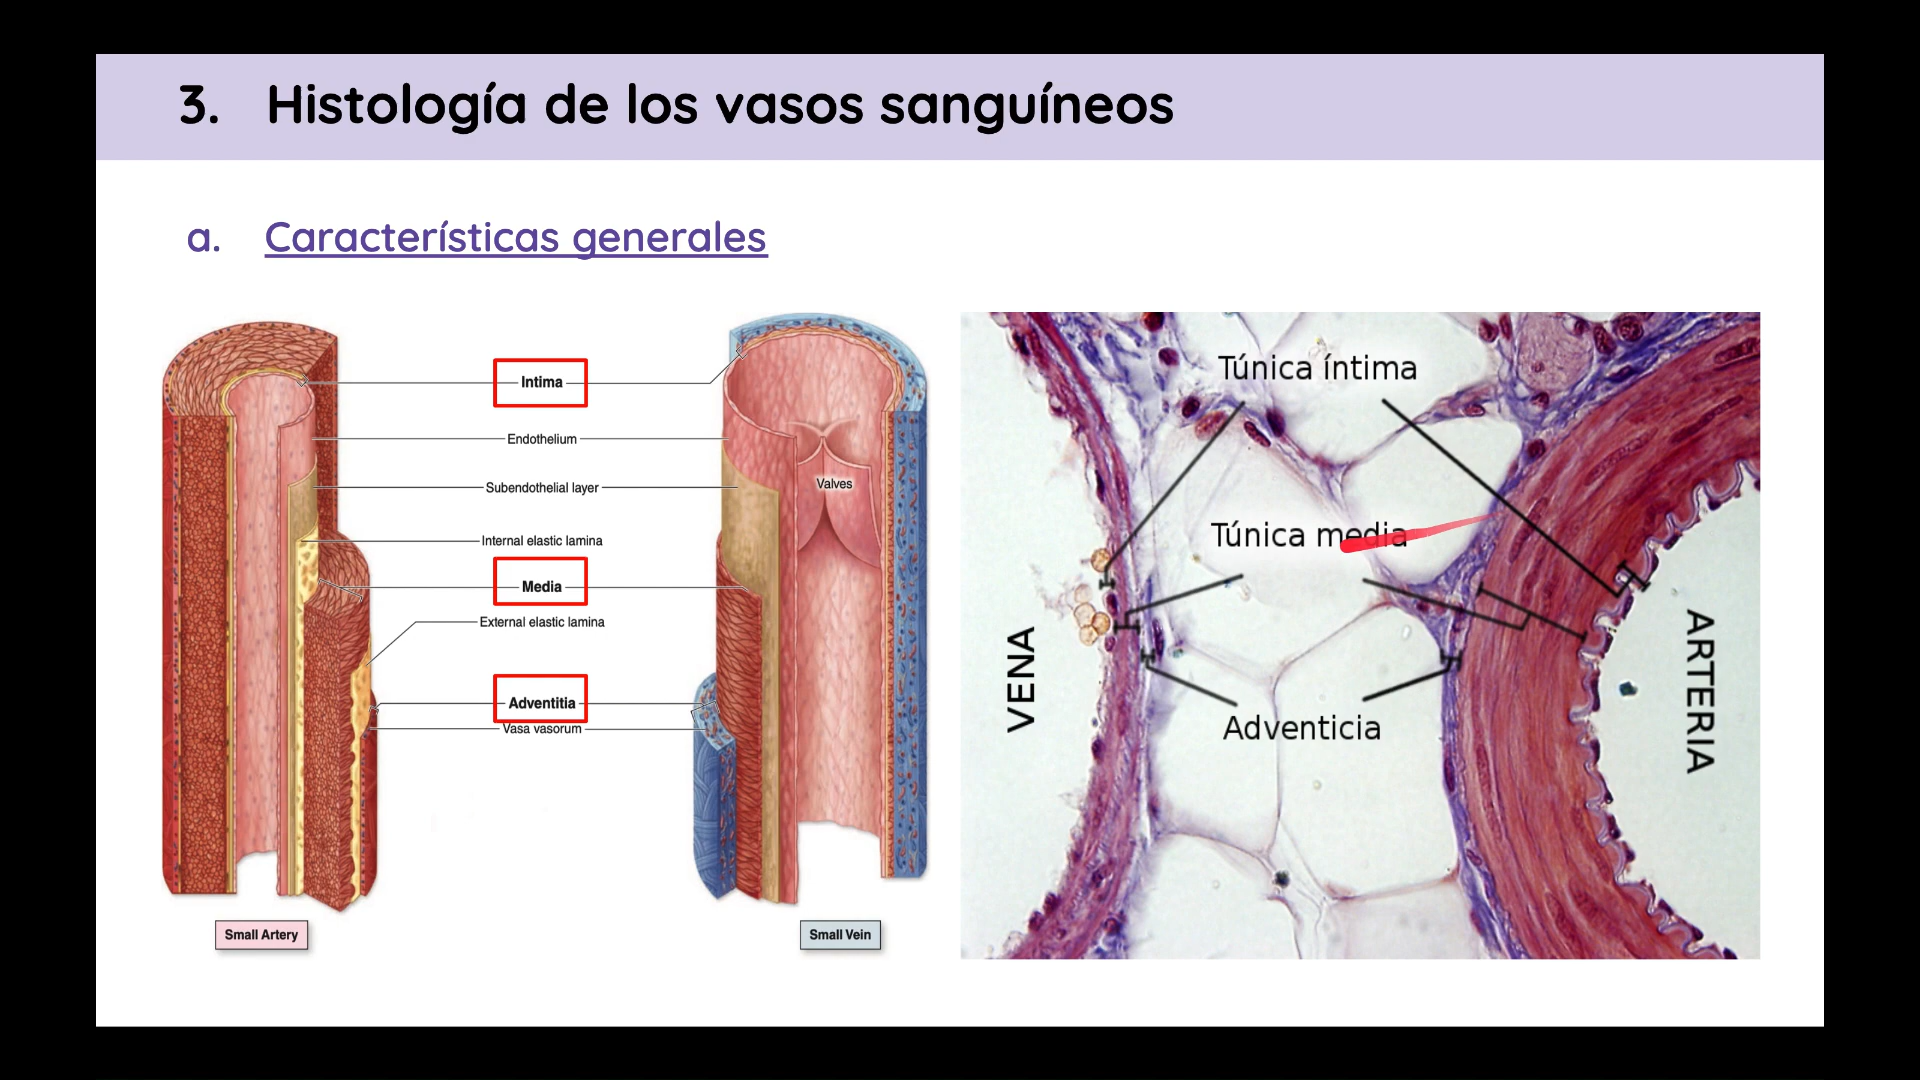 3. Histología de los vasos sanguíneos
a. Características generales
Intima
Endothelium
Subendothelial layer
Valves
Internal elastic lamina
Media
External elastic lamina
Adventitia
Vasa vasorum
Small Artery
Small Vein
Túnica íntima
Túnica media
Adventicia
VENA
ARTERIA